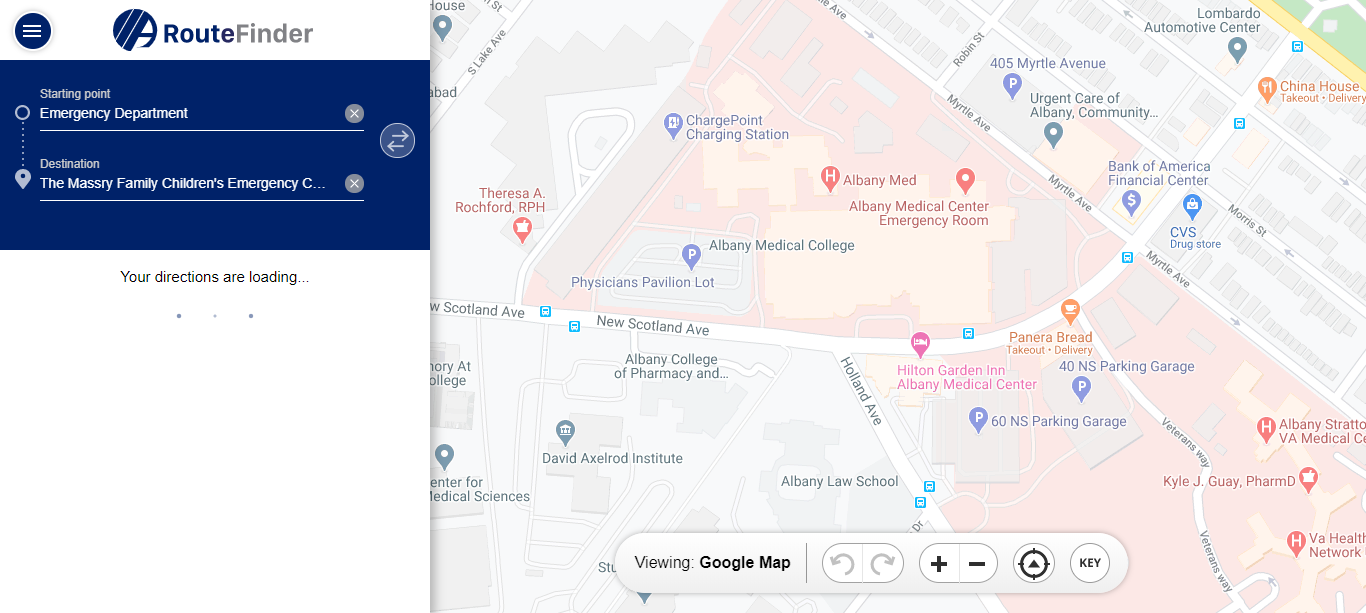 RouteFinder
Starting point
Emergency Department
Destination
The Massry Family Children's Emergency C...
Your directions are loading...
House
S Lake Ave
abad
ChargePoint
Charging Station
Robin St
405 Myrtle Avenue
Myrtle Ave
Urgent Care of
Albany, Community...
Lombardo
Automotive Center
China House
Takeout • Delivery
Bank of America
Financial Center
Myrtle Ave
CVS
Drug store
Morris St
Myrtle Ave
Theresa A.
Rochford, RPH
Albany Med
Albany Medical Center
Emergency Room
Albany Medical College
Physicians Pavilion Lot
w Scotland Ave
New Scotland Ave
Albany College
of Pharmacy and...
Holland Ave
Hilton Garden Inn
Albany Medical Center
Panera Bread
Takeout • Delivery
40 NS Parking Garage
60 NS Parking Garage
Veterans way
Veterans way
Albany Stratto
VA Medical C
Kyle J. Guay, PharmD
Va Health
Network
ory At
ollege
David Axelrod Institute
enter for
Medical Sciences
Albany Law School
Dr
Stu
Viewing: Google Map
KEY